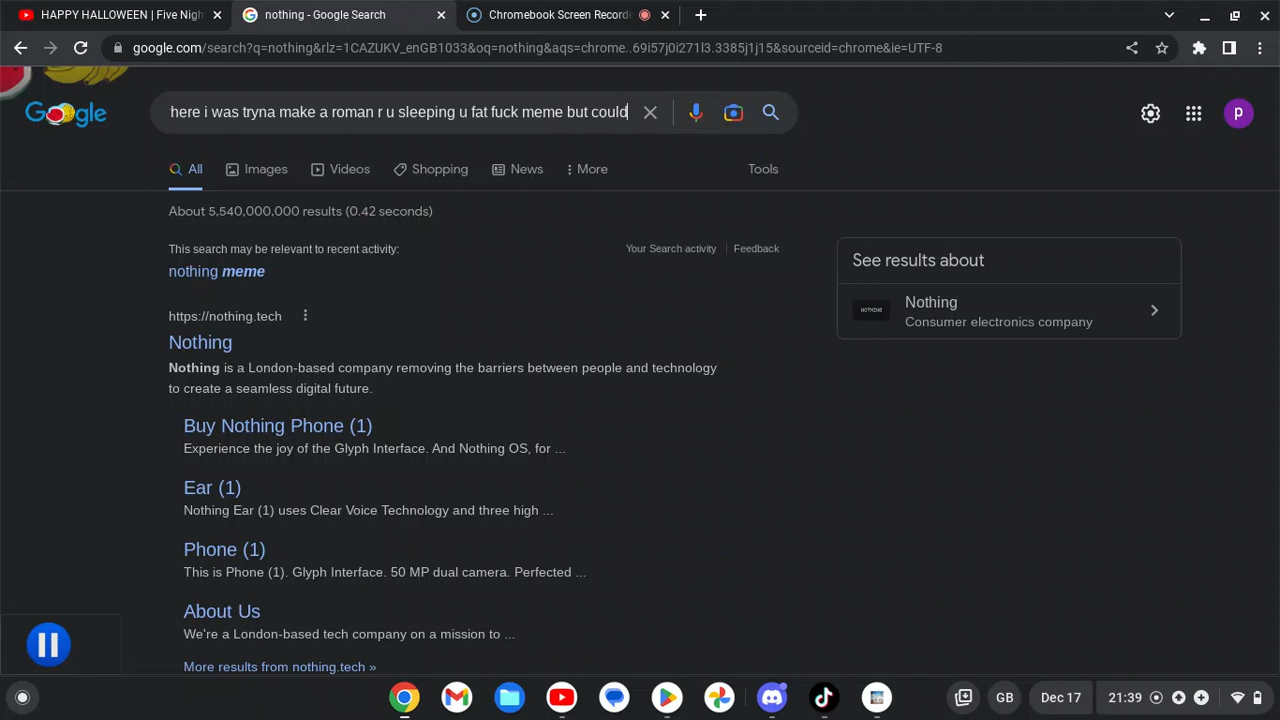 HAPPY HALLOWEEN | Five Night
nothing - Google Search
Chromebook Screen Recorde
google.com/search?q=nothing&rlz=1CAZUKV_enGB1033&oq=nothing&aqs=chrome..69i57j0i271l3.3385j1j15&sourceid=chrome&ie=UTF-8
Google
here i was tryna make a roman r u sleeping u fat fuck meme but could
p
All Images Videos Shopping News More Tools
About 5,540,000,000 results (0.42 seconds)
This search may be relevant to recent activity: Your Search activity Feedback
nothing meme
See results about
Nothing
Consumer electronics company
NOTHING
https://nothing.tech
Nothing
Nothing is a London-based company removing the barriers between people and technology
to create a seamless digital future.
Buy Nothing Phone (1)
Experience the joy of the Glyph Interface. And Nothing OS, for ...
Ear (1)
Nothing Ear (1) uses Clear Voice Technology and three high ...
Phone (1)
This is Phone (1). Glyph Interface. 50 MP dual camera. Perfected ...
About Us
We're a London-based tech company on a mission to ...
More results from nothing.tech »
GB Dec 17 21:39